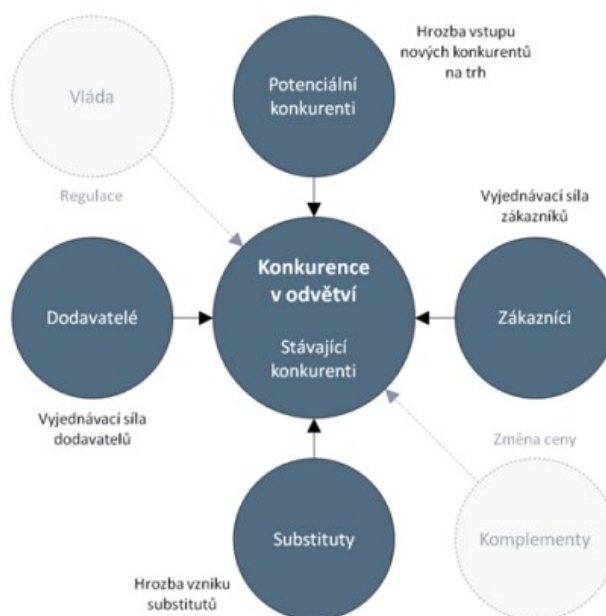 Hrozba vstupu
nových konkurentů
na trh
Potenciální
konkurenti
Vláda
Regulace
Vyjednávací síla
zákazníků
Konkurence
v odvětví
Stávající
konkurenti
Dodavatelé
Zákazníci
Vyjednávací síla
dodavatelů
Změna ceny
Substituty
Komplementy
Hrozba vzniku
substitutů